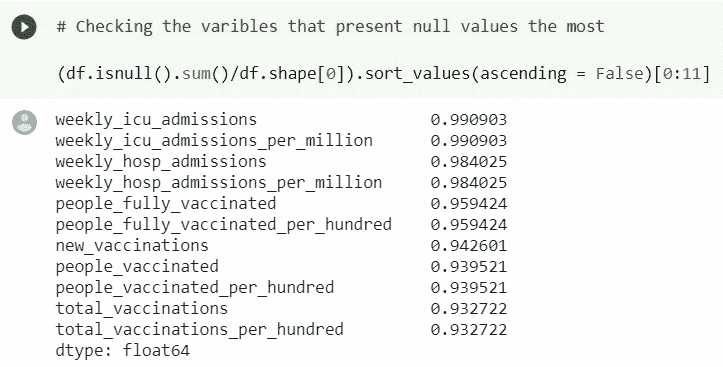 # Checking the varibles that present null values the most
(df.isnull().sum()/df.shape[0]).sort_values(ascending = False)[0:11]
weekly_icu_admissions 0.990903
weekly_icu_admissions_per_million 0.990903
weekly_hosp_admissions 0.984025
weekly_hosp_admissions_per_million 0.984025
people_fully_vaccinated 0.959424
people_fully_vaccinated_per_hundred 0.959424
new_vaccinations 0.942601
people_vaccinated 0.939521
people_vaccinated_per_hundred 0.939521
total_vaccinations 0.932722
total_vaccinations_per_hundred 0.932722
dtype: float64